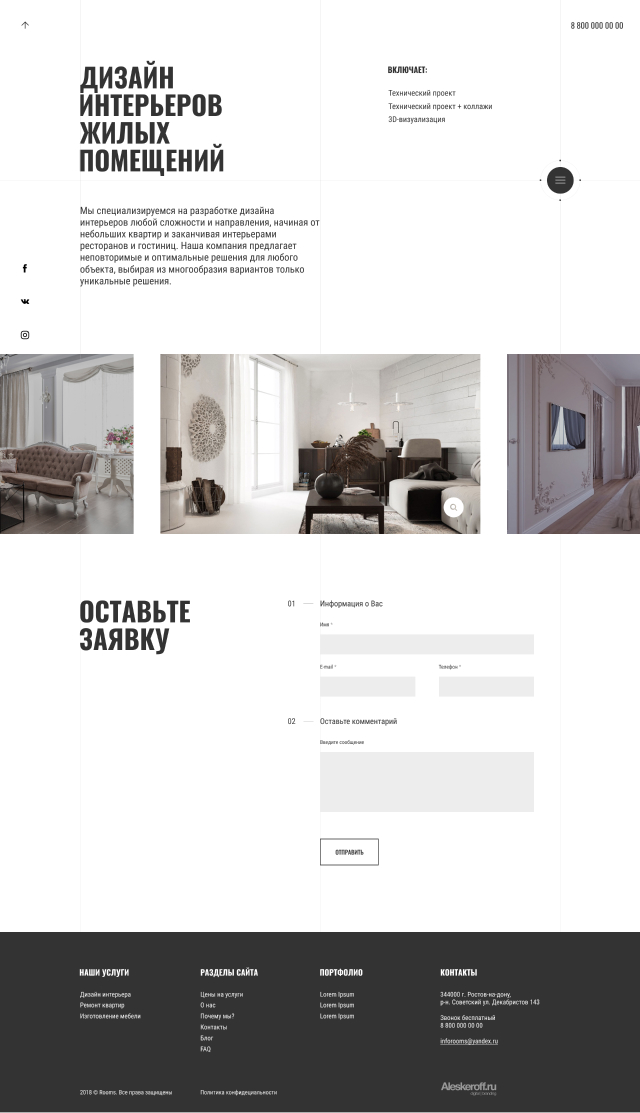 8 800 000 00 00
ДИЗАЙН
ИНТЕРЬЕРОВ
ЖИЛЫХ
ПОМЕЩЕНИЙ
ВКЛЮЧАЕТ:
Технический проект
Технический проект + коллажи
3D-визуализация
Мы специализируемся на разработке дизайна
интерьеров любой сложности и направления, начиная от
небольших квартир и заканчивая интерьерами
ресторанов и гостиниц. Наша компания предлагает
неповторимые и оптимальные решения для любого
объекта, выбирая из многообразия вариантов только
уникальные решения.
ОСТАВЬТЕ
ЗАЯВКУ
01 Информация о Вас
Имя *
E-mail * Телефон *
02 Оставьте комментарий
Введите сообщение
ОТПРАВИТЬ
НАШИ УСЛУГИ
Дизайн интерьера
Ремонт квартир
Изготовление мебели
РАЗДЕЛЫ САЙТА
Цены на услуги
О нас
Почему мы?
Контакты
Блог
FAQ
ПОРТФОЛИО
Lorem Ipsum
Lorem Ipsum
Lorem Ipsum
КОНТАКТЫ
344000 г. Ростов-на-дону,
р-н. Советский ул. Декабристов 143
Звонок бесплатный
8 800 000 00 00
inforooms@yandex.ru
2018 © Rooms. Все права защищены
Политика конфидециальности
Aleskeroff.ru